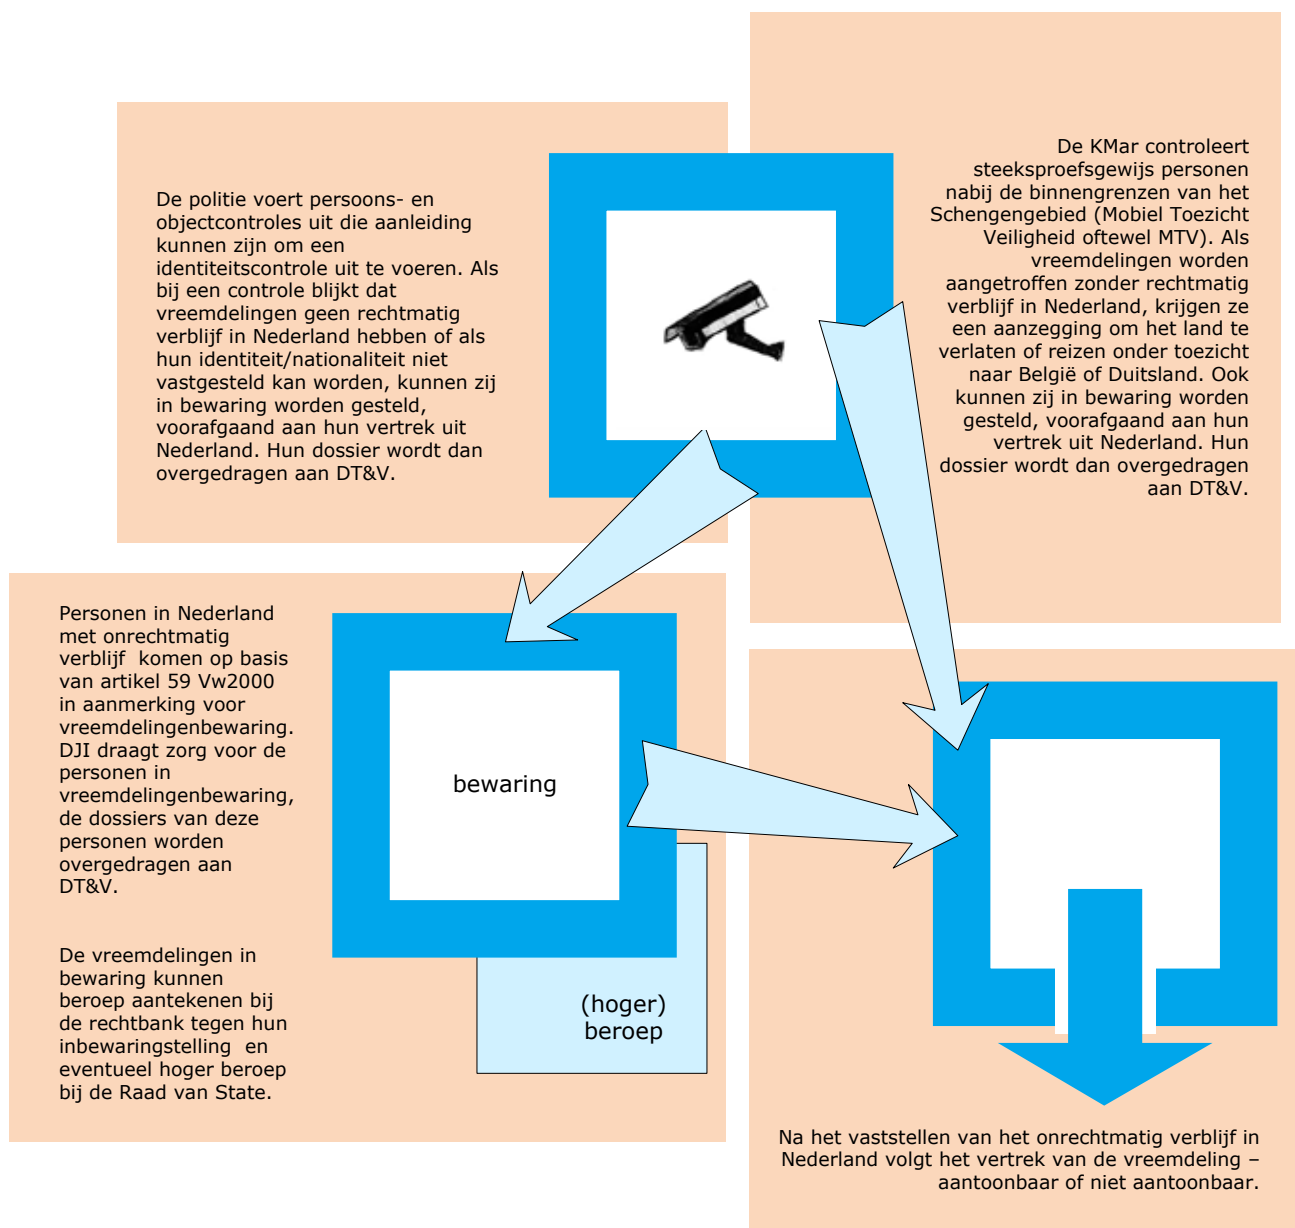 De politie voert persoons- en
objectcontroles uit die aanleiding
kunnen zijn om een
identiteitscontrole uit te voeren. Als
bij een controle blijkt dat
vreemdelingen geen rechtmatig
verblijf in Nederland hebben of als
hun identiteit/nationaliteit niet
vastgesteld kan worden, kunnen zij
in bewaring worden gesteld,
voorafgaand aan hun vertrek uit
Nederland. Hun dossier wordt dan
overgedragen aan DT&V.
De KMar controleert
steeksproefsgewijs personen
nabij de binnengrenzen van het
Schengengebied (Mobiel Toezicht
Veiligheid oftewel MTV). Als
vreemdelingen worden
aangetroffen zonder rechtmatig
verblijf in Nederland, krijgen ze
een aanzegging om het land te
verlaten of reizen onder toezicht
naar België of Duitsland. Ook
kunnen zij in bewaring worden
gesteld, voorafgaand aan hun
vertrek uit Nederland. Hun
dossier wordt dan overgedragen
aan DT&V.
Personen in Nederland
met onrechtmatig
verblijf komen op basis
van artikel 59 Vw2000
in aanmerking voor
vreemdelingenbewaring.
DJI draagt zorg voor de
personen in
vreemdelingenbewaring,
de dossiers van deze
personen worden
overgedragen aan
DT&V.
De vreemdelingen in
bewaring kunnen
beroep aantekenen bij
de rechtbank tegen hun
inbewaringstelling en
eventueel hoger beroep
bij de Raad van State.
bewaring
(hoger)
beroep
Na het vaststellen van het onrechtmatig verblijf in
Nederland volgt het vertrek van de vreemdeling –
aantoonbaar of niet aantoonbaar.